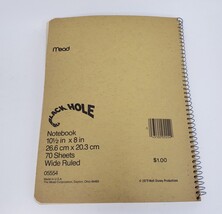 Mead
BLACK HOLE
Notebook
10½ in x 8 in
26.6 cm x 20.3 cm
70 Sheets
Wide Ruled
05554
$1.00